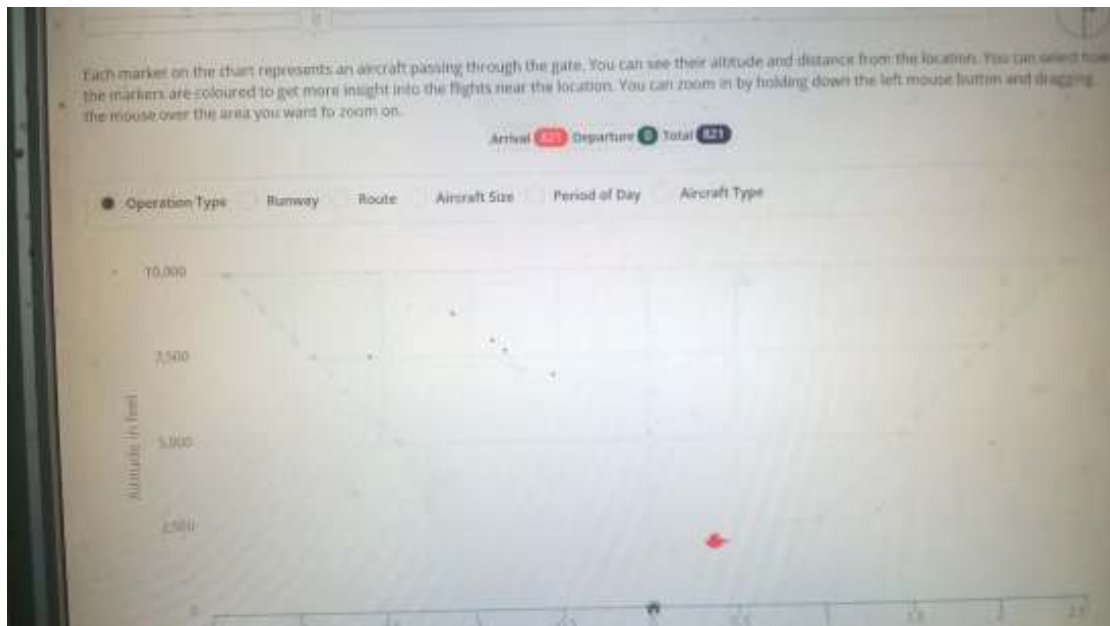 Each marker on the chart represents an aircraft passing through the gate. You can see their altitude and distance from the location. You can select how
the markers are coloured to get more insight into the flights near the location. You can zoom in by holding down the left mouse button and dragging
the mouse over the area you want to zoom on.
Arrival 821 Departure 0 Total 821
Operation Type Runway Route Aircraft Size Period of Day Aircraft Type
10,000
7,500
5,000
2,500
0
Altitude in feet
2.5